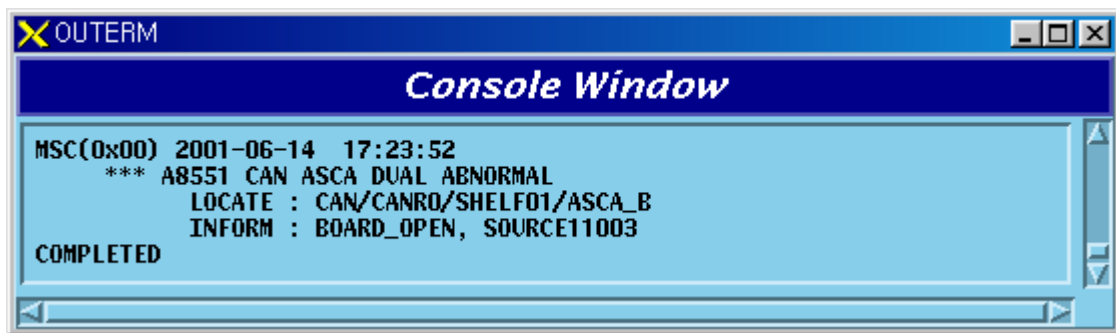 OUTERM
Console Window
MSC(0x00) 2001-06-14 17:23:52
*** A8551 CAN ASCA DUAL ABNORMAL
LOCATE : CAN/CANR0/SHELF01/ASCA_B
INFORM : BOARD_OPEN, SOURCE11003
COMPLETED